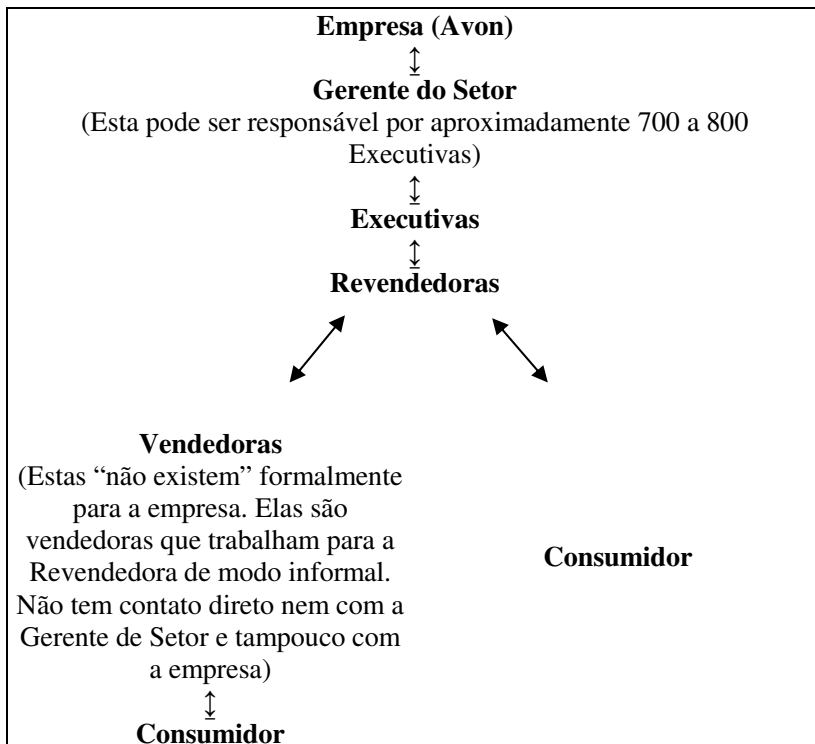 Empresa (Avon)
↕
Gerente do Setor
(Esta pode ser responsável por aproximadamente 700 a 800
Executivas)
↕
Executivas
↕
Revendedoras
Vendedoras
(Estas “não existem” formalmente
para a empresa. Elas são
vendedoras que trabalham para a
Revendedora de modo informal.
Não tem contato direto nem com a
Gerente de Setor e tampouco com
a empresa)
↕
Consumidor
Consumidor